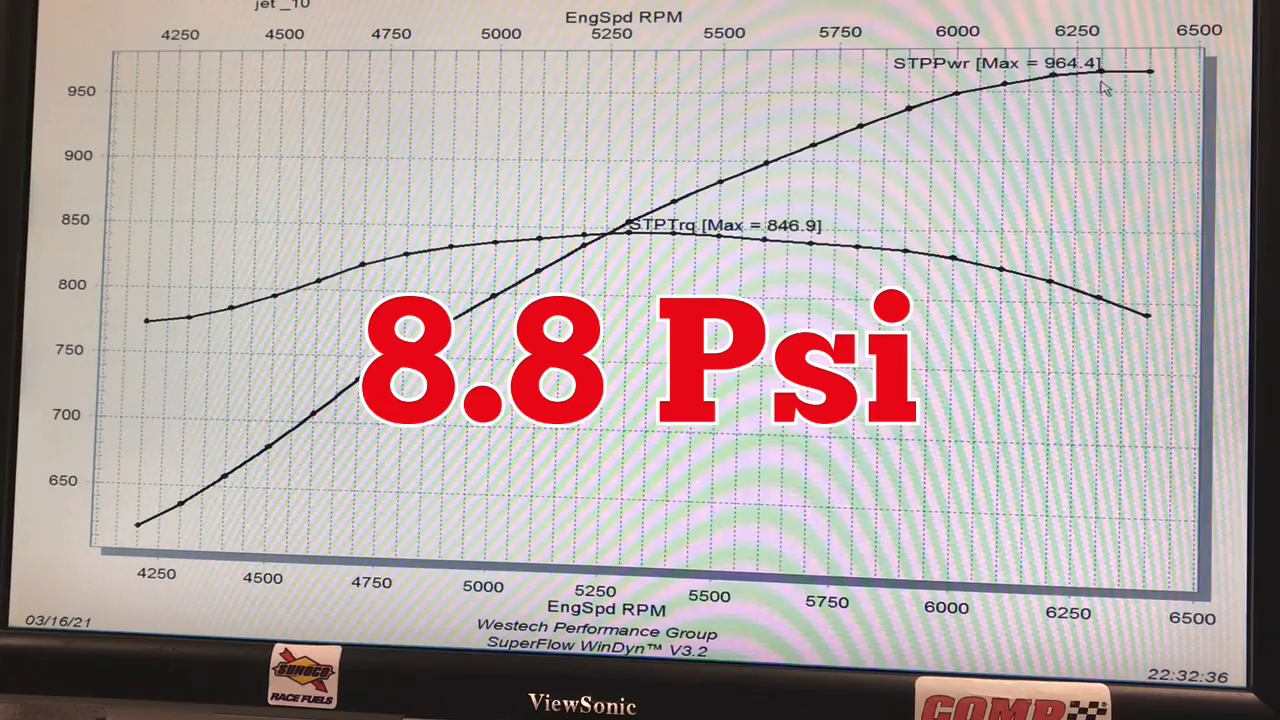 jet _10
EngSpd RPM
4250 4500 4750 5000 5250 5500 5750 6000 6250 6500
STPPwr [Max = 964.4]
950
900
850
STPTrq [Max = 846.9]
800
750
700
650
8.8 Psi
4250 4500 4750 5000 5250 5500 5750 6000 6250 6500
EngSpd RPM
03/16/21
Westech Performance Group
SuperFlow WinDyn™ V3.2
22:32:36
SUNOCO
RACE FUELS
ViewSonic
COMP